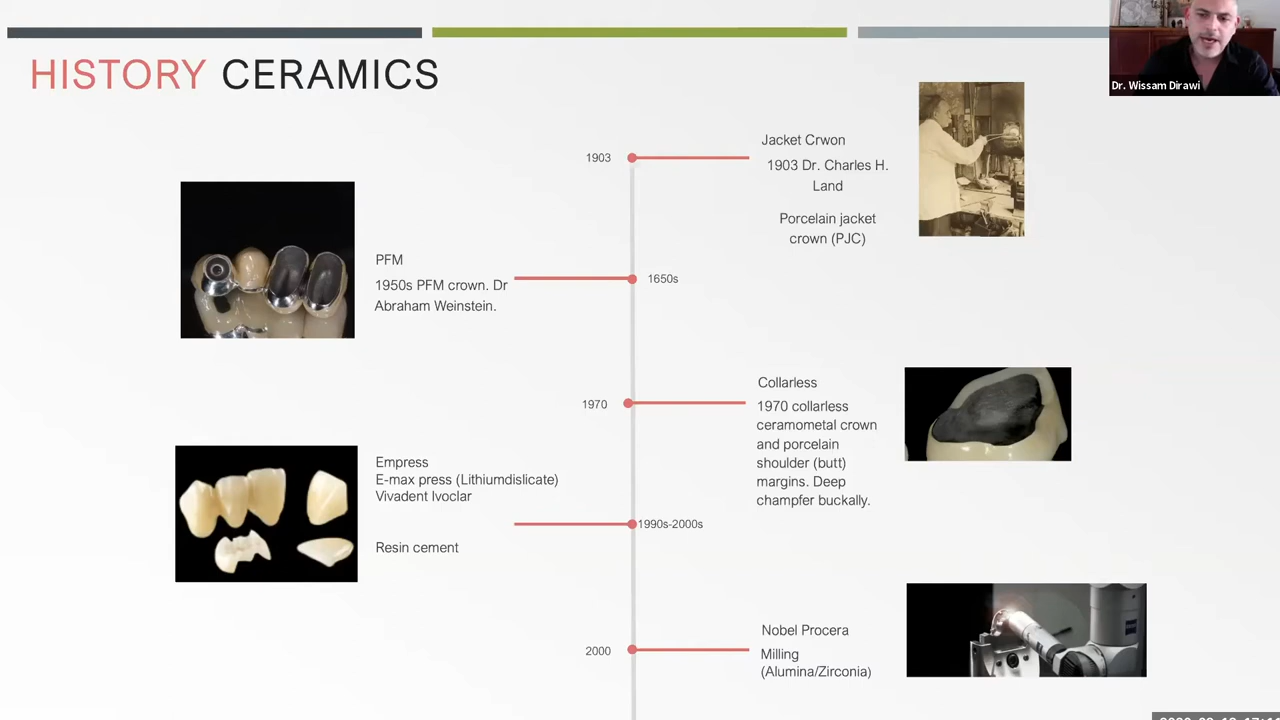 HISTORY CERAMICS
Dr. Wissam Dirawi
1903
Jacket Crwon
1903 Dr. Charles H.
Land
Porcelain jacket
crown (PJC)
PFM
1950s PFM crown. Dr
Abraham Weinstein.
1650s
1970
Collarless
1970 collarless
ceramometal crown
and porcelain
shoulder (butt)
margins. Deep
champfer buckally.
Empress
E-max press (Lithiumdislicate)
Vivadent Ivoclar
1990s-2000s
Resin cement
2000
Nobel Procera
Milling
(Alumina/Zirconia)